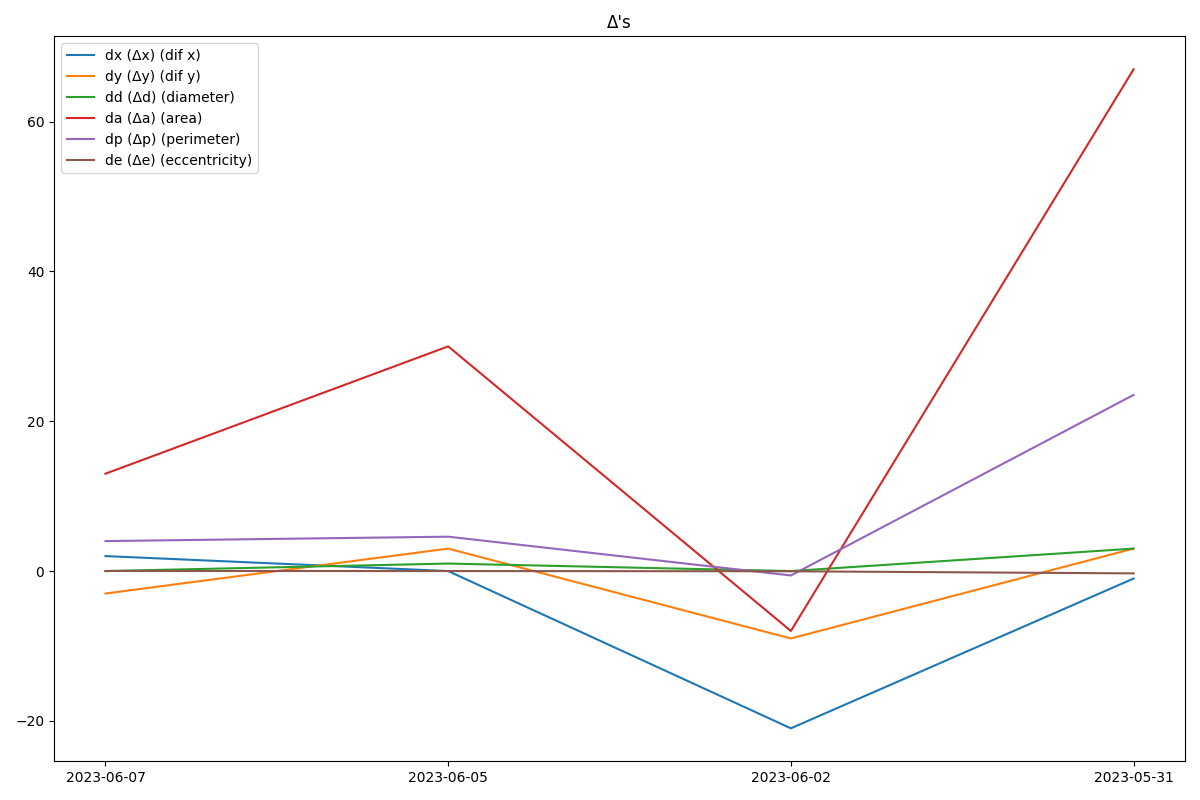 Δ's
dx (Δx) (dif x)
dy (Δy) (dif y)
dd (Δd) (diameter)
da (Δa) (area)
dp (Δp) (perimeter)
de (Δe) (eccentricity)
60
40
20
0
−20
2023-06-07
2023-06-05
2023-06-02
2023-05-31